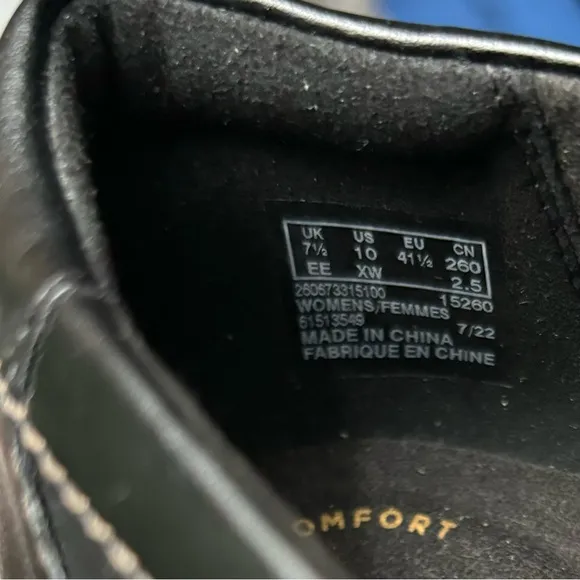 UK US EU CN
7½ 10 41½ 260
EE XW 2.5
260673315100 15260
WOMENS/FEMMES
61513549 7/22
MADE IN CHINA
FABRIQUE EN CHINE
OMFORT